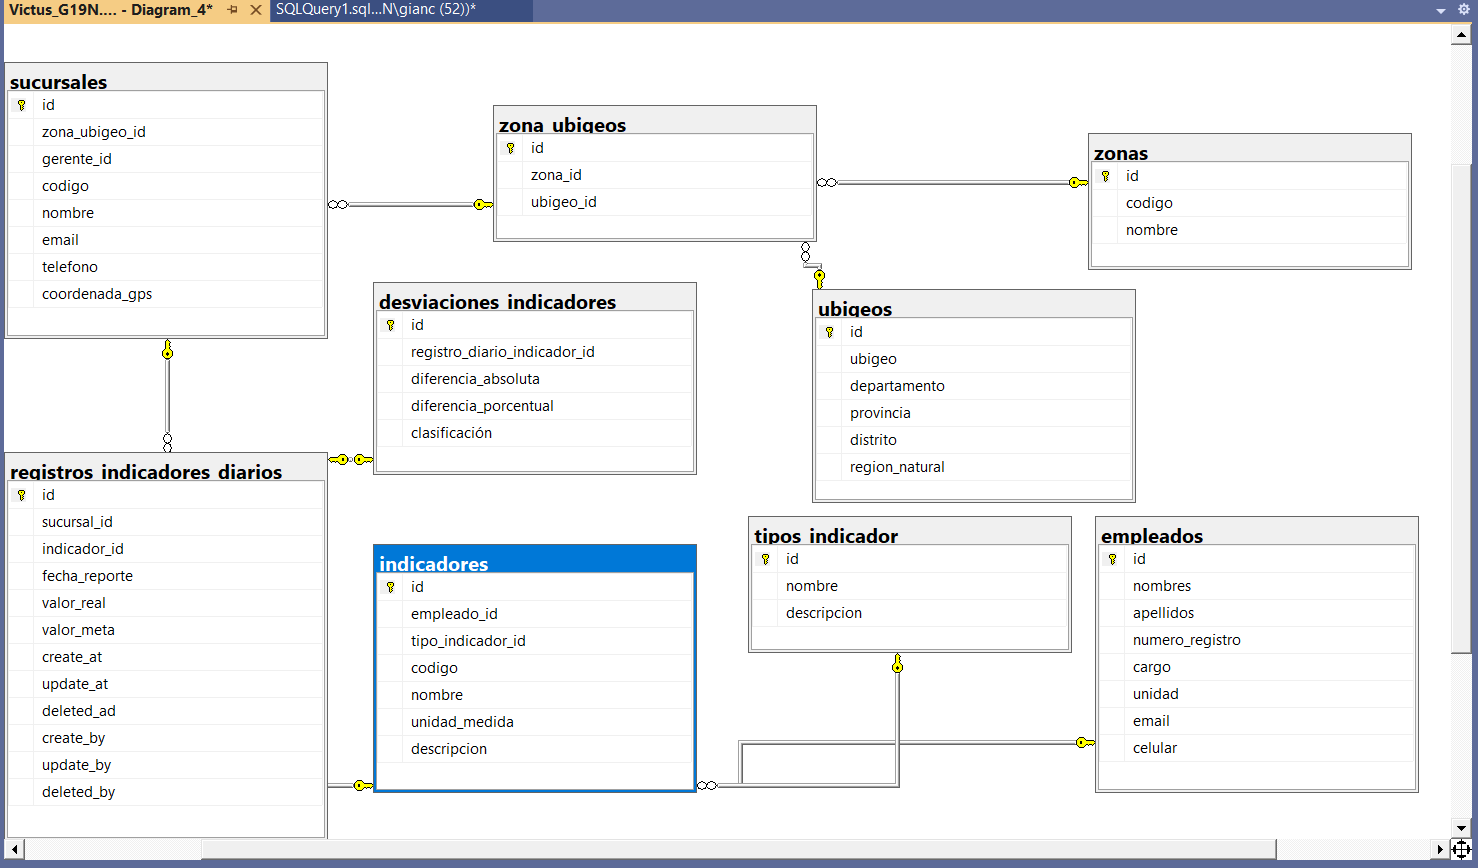 Victus_G19N.... - Diagram_4*
SQLQuery1.sql...N\gianc (52))*
sucursales
id
zona_ubigeo_id
gerente_id
codigo
nombre
email
telefono
coordenada_gps
zona_ubigeos
id
zona_id
ubigeo_id
zonas
id
codigo
nombre
desviaciones_indicadores
id
registro_diario_indicador_id
diferencia_absoluta
diferencia_porcentual
clasificación
ubigeos
id
ubigeo
departamento
provincia
distrito
region_natural
registros_indicadores_diarios
id
sucursal_id
indicador_id
fecha_reporte
valor_real
valor_meta
create_at
update_at
deleted_ad
create_by
update_by
deleted_by
indicadores
id
empleado_id
tipo_indicador_id
codigo
nombre
unidad_medida
descripcion
tipos_indicador
id
nombre
descripcion
empleados
id
nombres
apellidos
numero_registro
cargo
unidad
email
celular